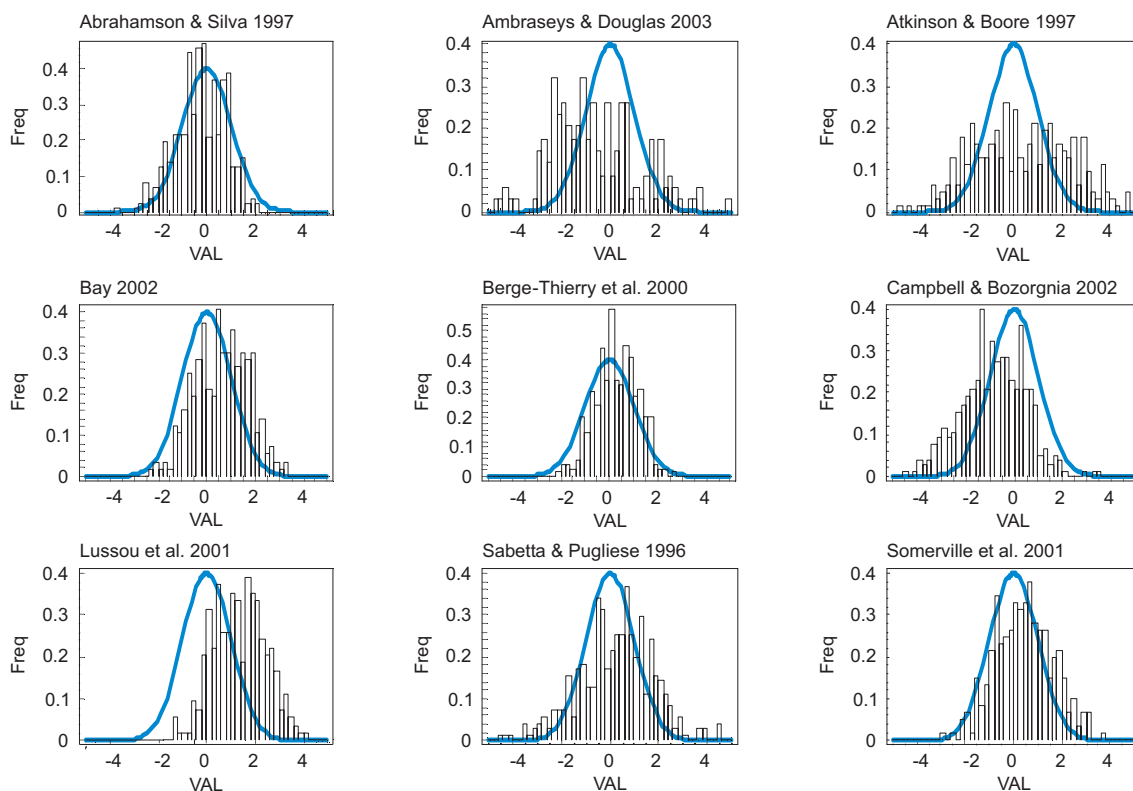 Abrahamson & Silva 1997
Freq
0.4
0.3
0.2
0.1
0
-4 -2 0 2 4
VAL
Ambraseys & Douglas 2003
Freq
0.4
0.3
0.2
0.1
0
-4 -2 0 2 4
VAL
Atkinson & Boore 1997
Freq
0.4
0.3
0.2
0.1
0
-4 -2 0 2 4
VAL
Bay 2002
Freq
0.4
0.3
0.2
0.1
0
-4 -2 0 2 4
VAL
Berge-Thierry et al. 2000
Freq
0.5
0.4
0.3
0.2
0.1
0
-4 -2 0 2 4
VAL
Campbell & Bozorgnia 2002
Freq
0.4
0.3
0.2
0.1
0
-4 -2 0 2 4
VAL
Lussou et al. 2001
Freq
0.4
0.3
0.2
0.1
0
-4 -2 0 2 4
VAL
Sabetta & Pugliese 1996
Freq
0.4
0.3
0.2
0.1
0
-4 -2 0 2 4
VAL
Somerville et al. 2001
Freq
0.4
0.3
0.2
0.1
0
-4 -2 0 2 4
VAL